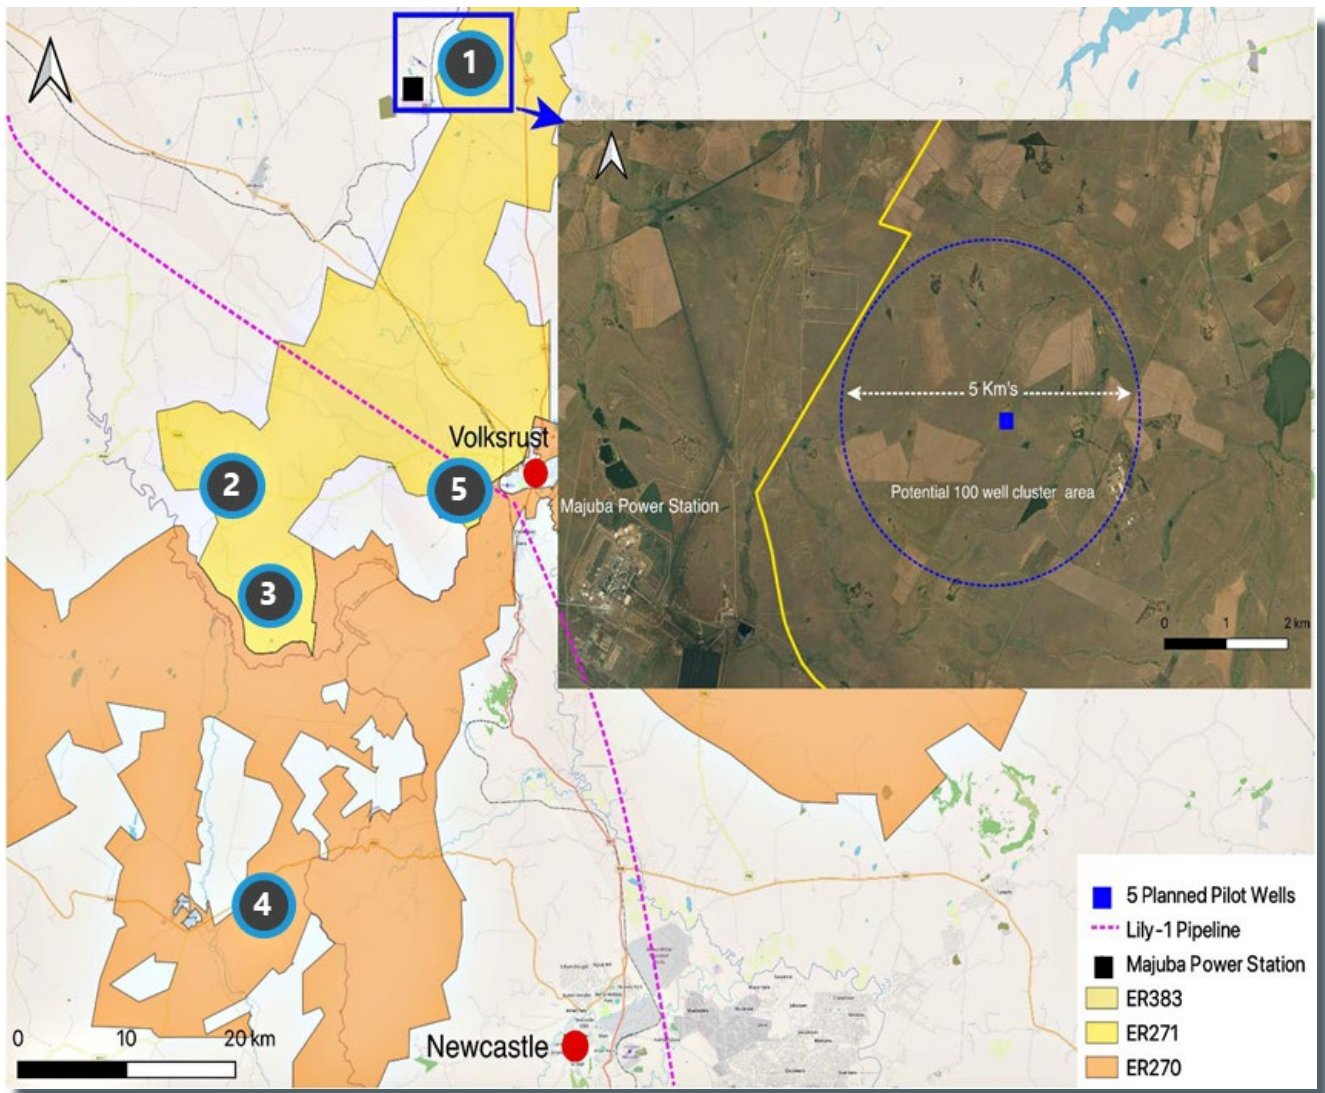 1
Volksrust
2
5
3
4
Newcastle
0 10 20 km
5 Km's
Potential 100 well cluster area
Majuba Power Station
0 1 2 km
5 Planned Pilot Wells
Lily-1 Pipeline
Majuba Power Station
ER383
ER271
ER270